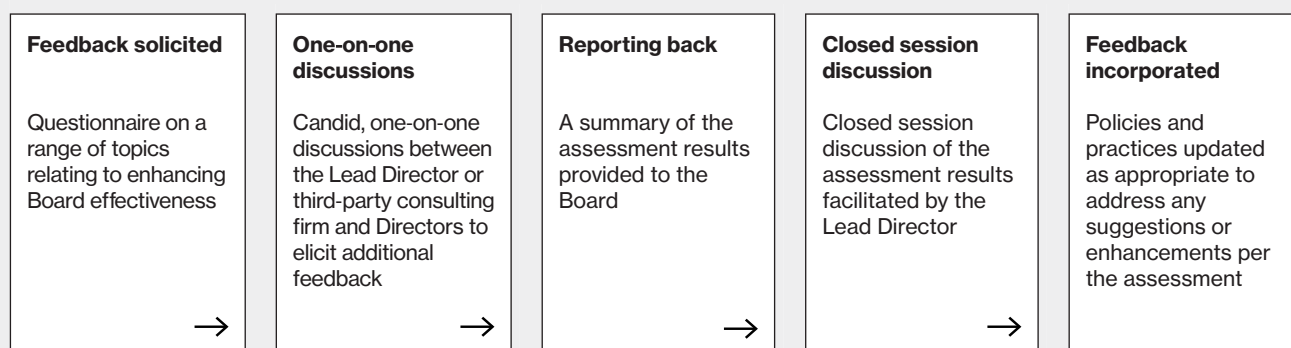 Feedback solicited
Questionnaire on a
range of topics
relating to enhancing
Board effectiveness
One-on-one
discussions
Candid, one-on-one
discussions between
the Lead Director or
third-party consulting
firm and Directors to
elicit additional
feedback
Reporting back
A summary of the
assessment results
provided to the
Board
Closed session
discussion
Closed session
discussion of the
assessment results
facilitated by the
Lead Director
Feedback
incorporated
Policies and
practices updated
as appropriate to
address any
suggestions or
enhancements per
the assessment